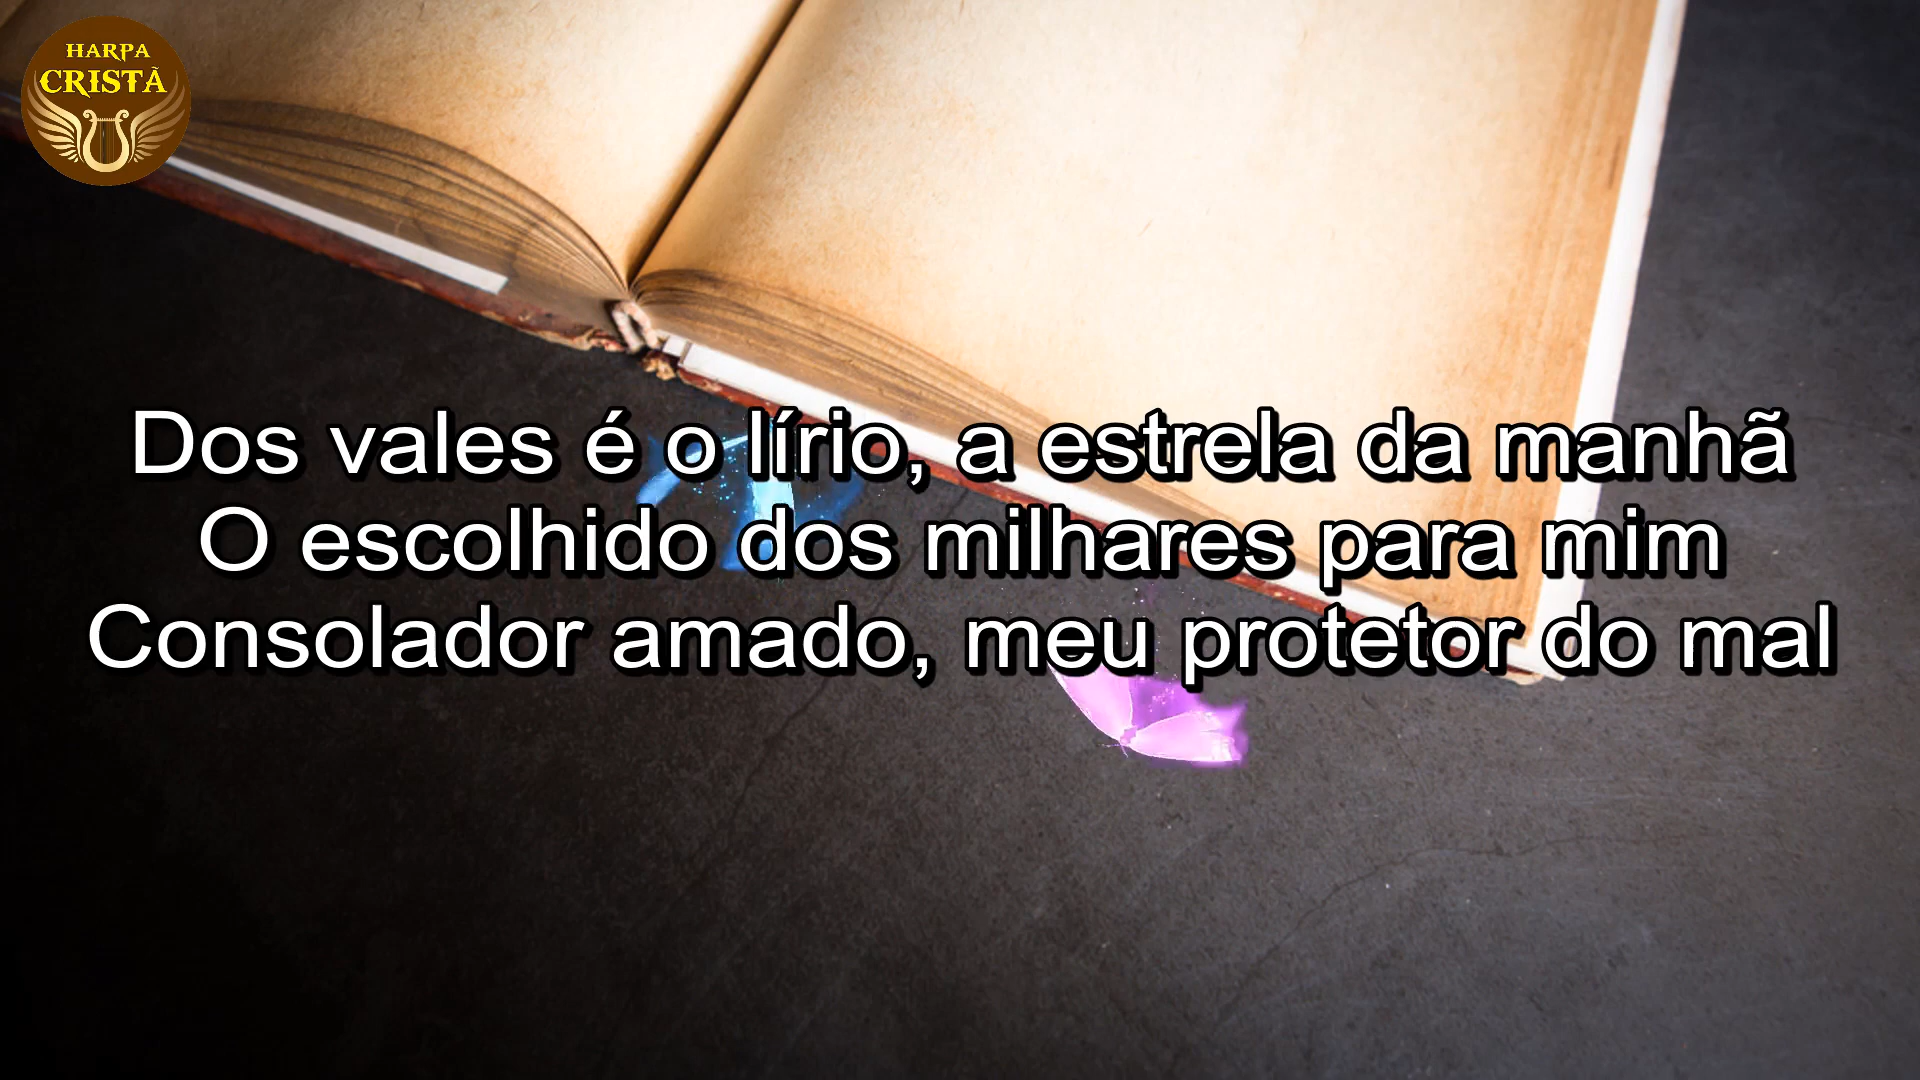 HARPA
CRISTÃ
Dos vales é o lírio, a estrela da manhã
O escolhido dos milhares para mim
Consolador amado, meu protetor do mal